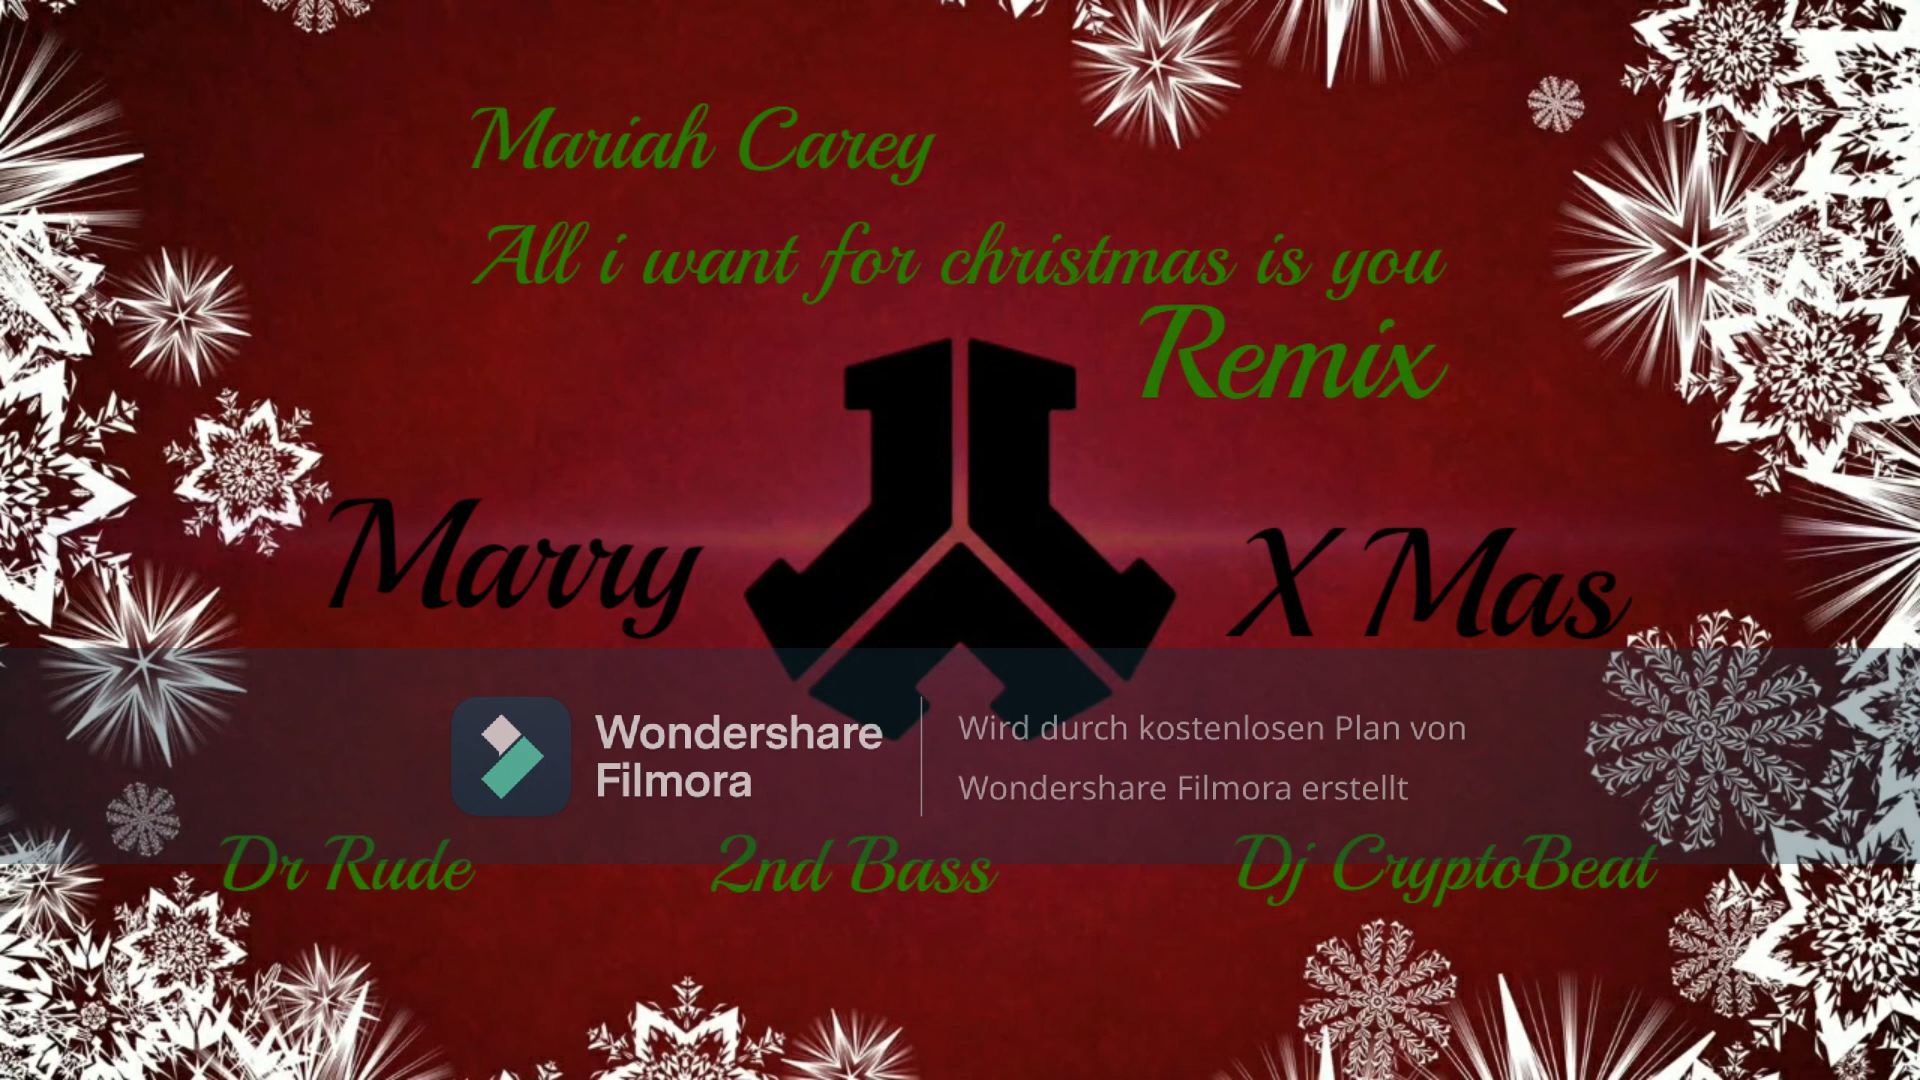 Mariah Carey
All i want for christmas is you
Remix
Marry X Mas
Wondershare
Filmora
Wird durch kostenlosen Plan von
Wondershare Filmora erstellt
Dr Rude 2nd Bass Dj CryptoBeat